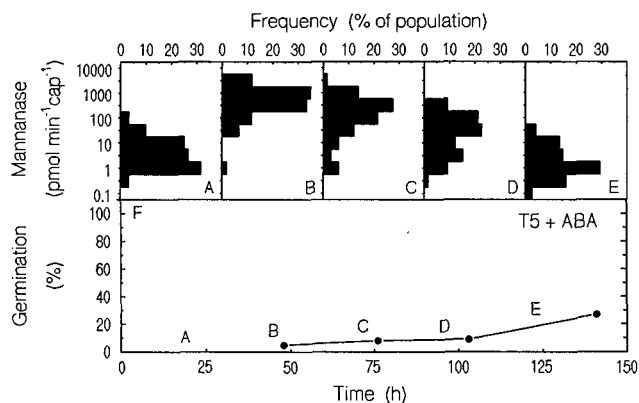 Frequency (% of population)
0 10 20 30 0 10 20 30 0 10 20 30 0 10 20 30 0 10 20 30
Mannanase
(pmol min⁻¹cap⁻¹)
10000
1000
100
10
1
0.1
A B C D E
Germination
(%)
100
80
60
40
20
0
F
T5 + ABA
A B C D E
0 25 50 75 100 125 150
Time (h)